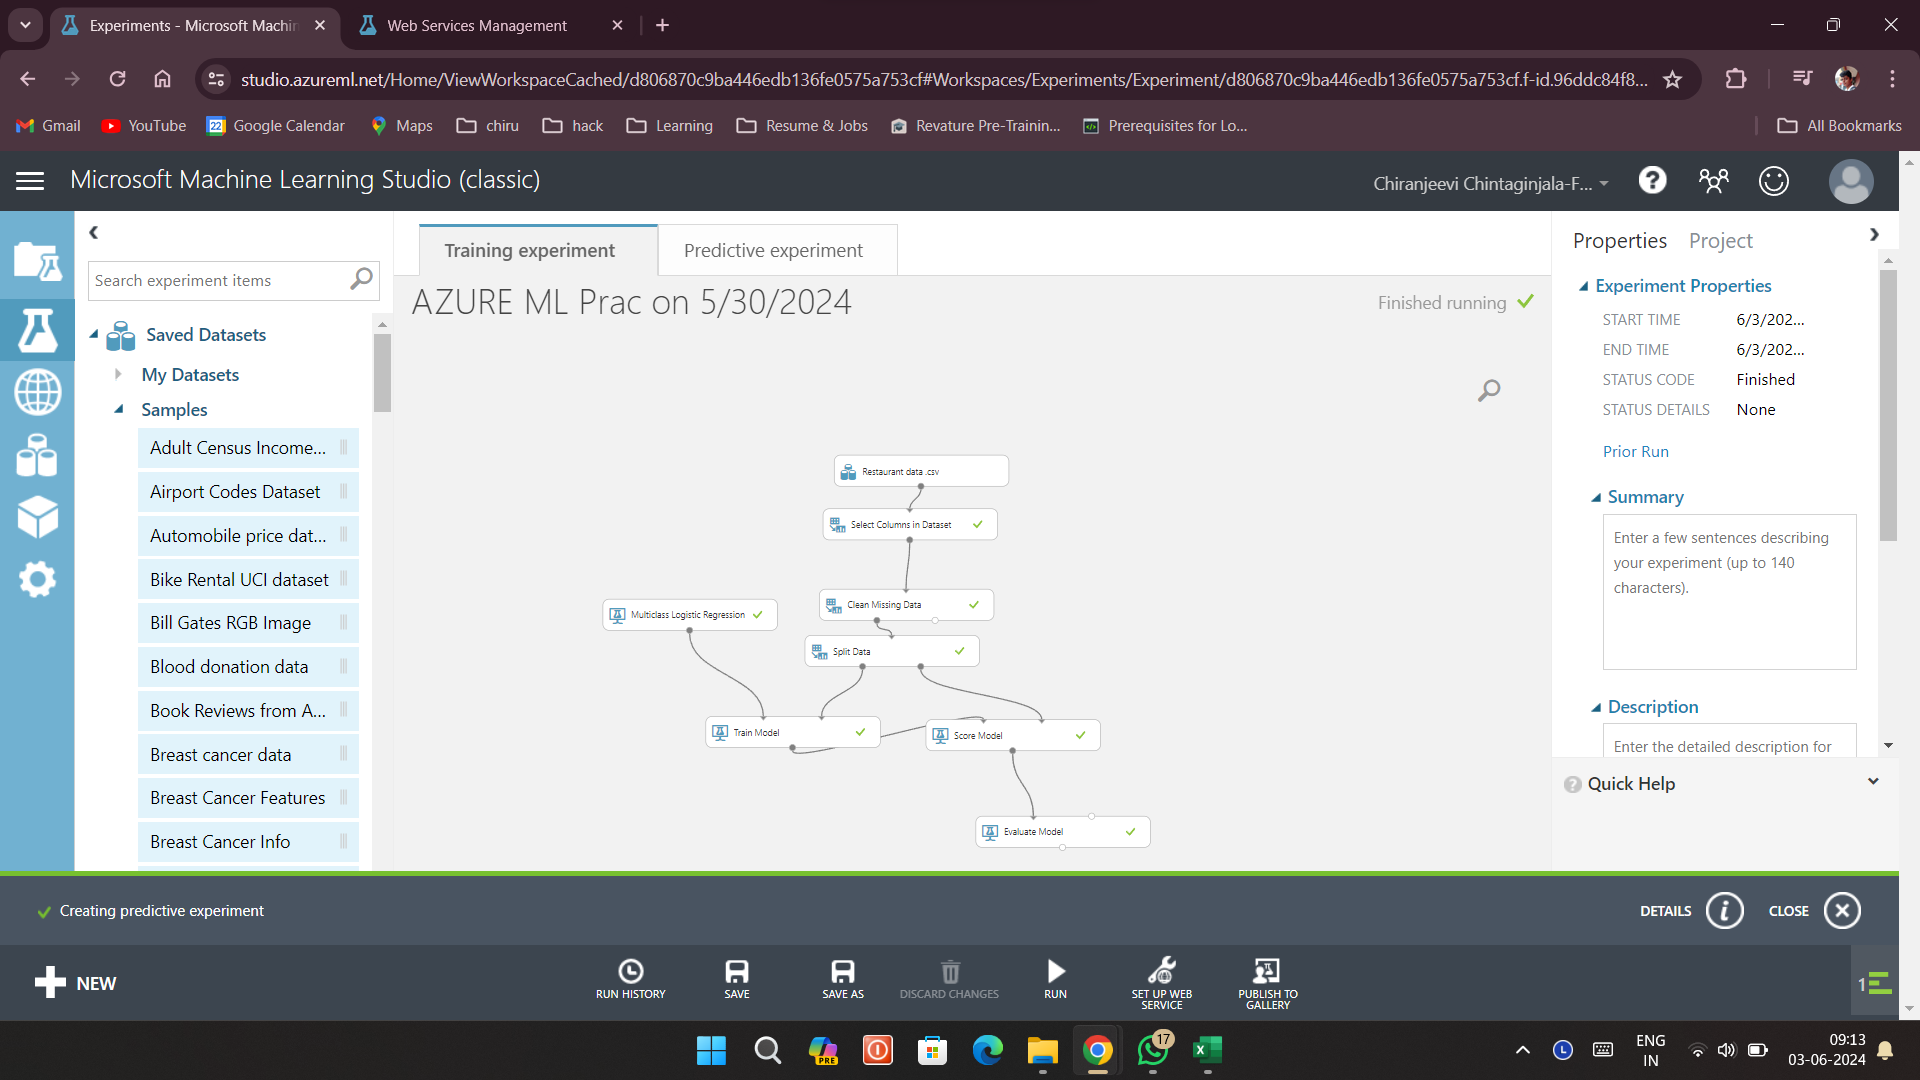 Experiments - Microsoft Machin
Web Services Management
studio.azureml.net/Home/ViewWorkspaceCached/d806870c9ba446edb136fe0575a753cf#Workspaces/Experiments/Experiment/d806870c9ba446edb136fe0575a753cf.f-id.96ddc84f8...
Gmail
YouTube
22
Google Calendar
Maps
chiru
hack
Learning
Resume & Jobs
Revature Pre-Trainin...
Prerequisites for Lo...
All Bookmarks
Microsoft Machine Learning Studio (classic)
Chiranjeevi Chintaginjala-F...
?
Search experiment items
Saved Datasets
My Datasets
Samples
Adult Census Income...
Airport Codes Dataset
Automobile price dat...
Bike Rental UCI dataset
Bill Gates RGB Image
Blood donation data
Book Reviews from A...
Breast cancer data
Breast Cancer Features
Breast Cancer Info
Training experiment
Predictive experiment
AZURE ML Prac on 5/30/2024
Finished running
Restaurant data .csv
Select Columns in Dataset
Clean Missing Data
Multiclass Logistic Regression
Split Data
Train Model
Score Model
Evaluate Model
Properties
Project
Experiment Properties
START TIME 6/3/202...
END TIME 6/3/202...
STATUS CODE Finished
STATUS DETAILS None
Prior Run
Summary
Enter a few sentences describing
your experiment (up to 140
characters).
Description
Enter the detailed description for
? Quick Help
Creating predictive experiment
DETAILS
i
CLOSE
NEW
RUN HISTORY
SAVE
SAVE AS
DISCARD CHANGES
RUN
SET UP WEB
SERVICE
PUBLISH TO
GALLERY
1
PRE
17
L
ENG
IN
09:13
03-06-2024